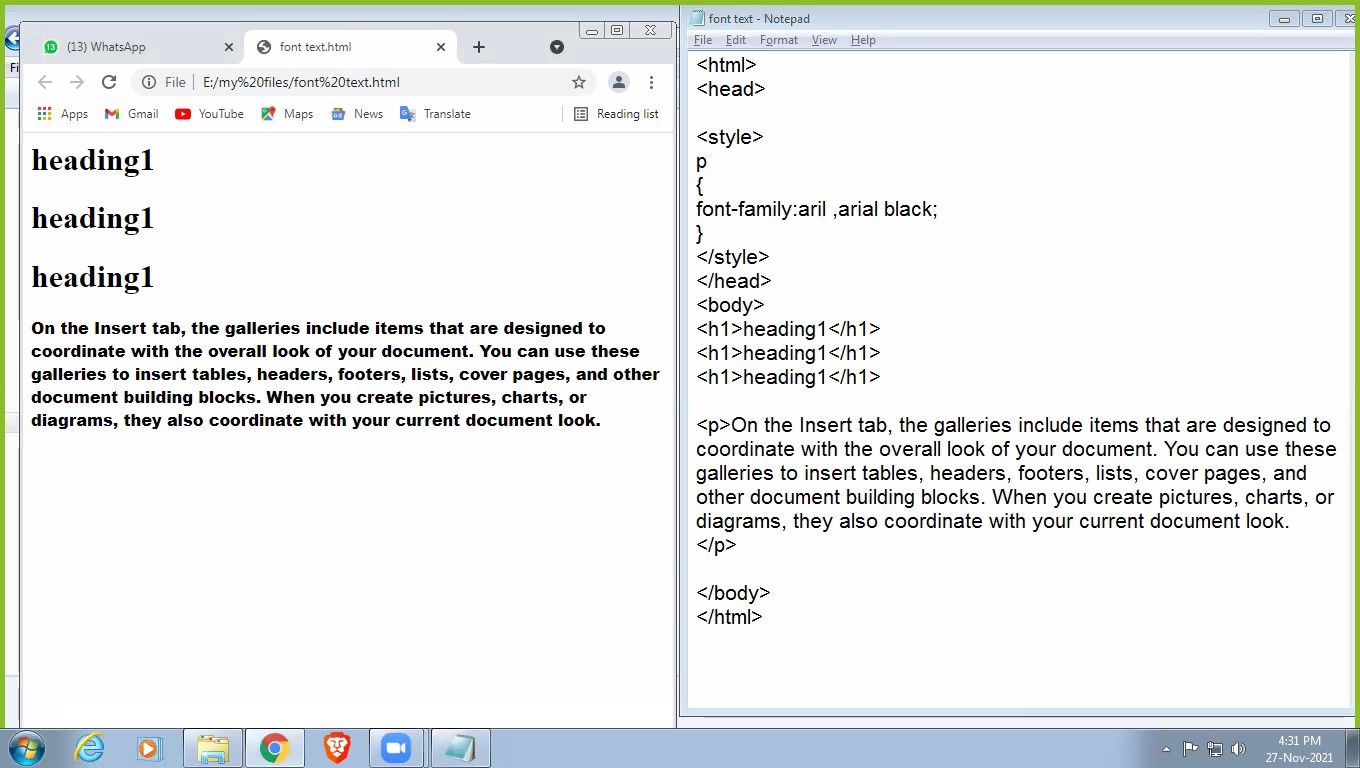 (13) WhatsApp
font text.html
File
E:/my%20files/font%20text.html
Apps
Gmail
YouTube
Maps
News
Translate
Reading list
heading1
heading1
heading1
On the Insert tab, the galleries include items that are designed to
coordinate with the overall look of your document. You can use these
galleries to insert tables, headers, footers, lists, cover pages, and other
document building blocks. When you create pictures, charts, or
diagrams, they also coordinate with your current document look.
font text - Notepad
File Edit Format View Help
<html>
<head>
<style>
p
{
font-family:aril ,arial black;
}
</style>
</head>
<body>
<h1>heading1</h1>
<h1>heading1</h1>
<h1>heading1</h1>
<p>On the Insert tab, the galleries include items that are designed to
coordinate with the overall look of your document. You can use these
galleries to insert tables, headers, footers, lists, cover pages, and
other document building blocks. When you create pictures, charts, or
diagrams, they also coordinate with your current document look.
</p>
</body>
</html>
4:31 PM
27-Nov-2021